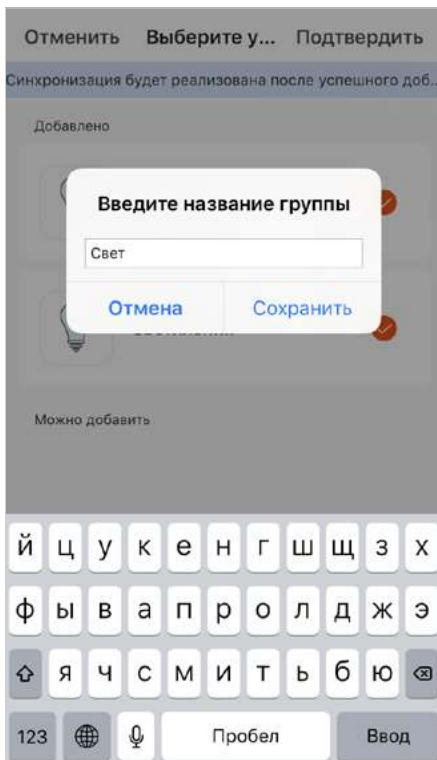 Отменить Выберите у... Подтвердить
Синхронизация будет реализована после успешного доб..
Добавлено
Введите название группы
Свет
Отмена Сохранить
Можно добавить
й ц у к е н г ш щ з х
ф ы в а п р о л д ж э
я ч с м и т ь б ю
123 Пробел Ввод